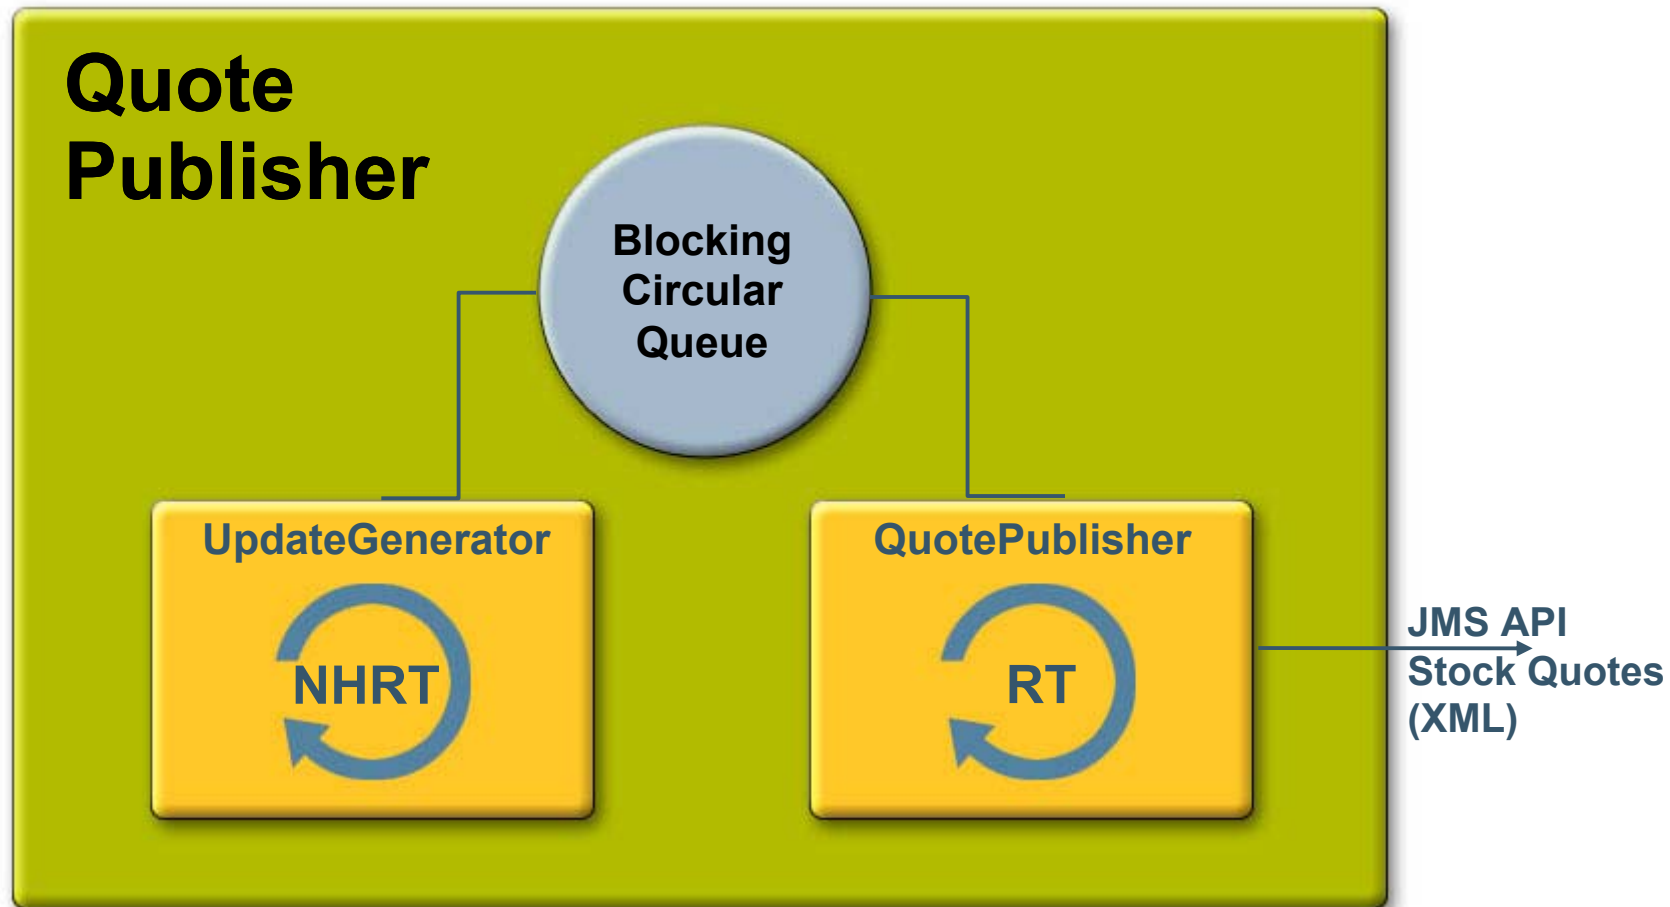 Quote
Publisher
Blocking
Circular
Queue
UpdateGenerator
NHRT
QuotePublisher
RT
JMS API
Stock Quotes
(XML)